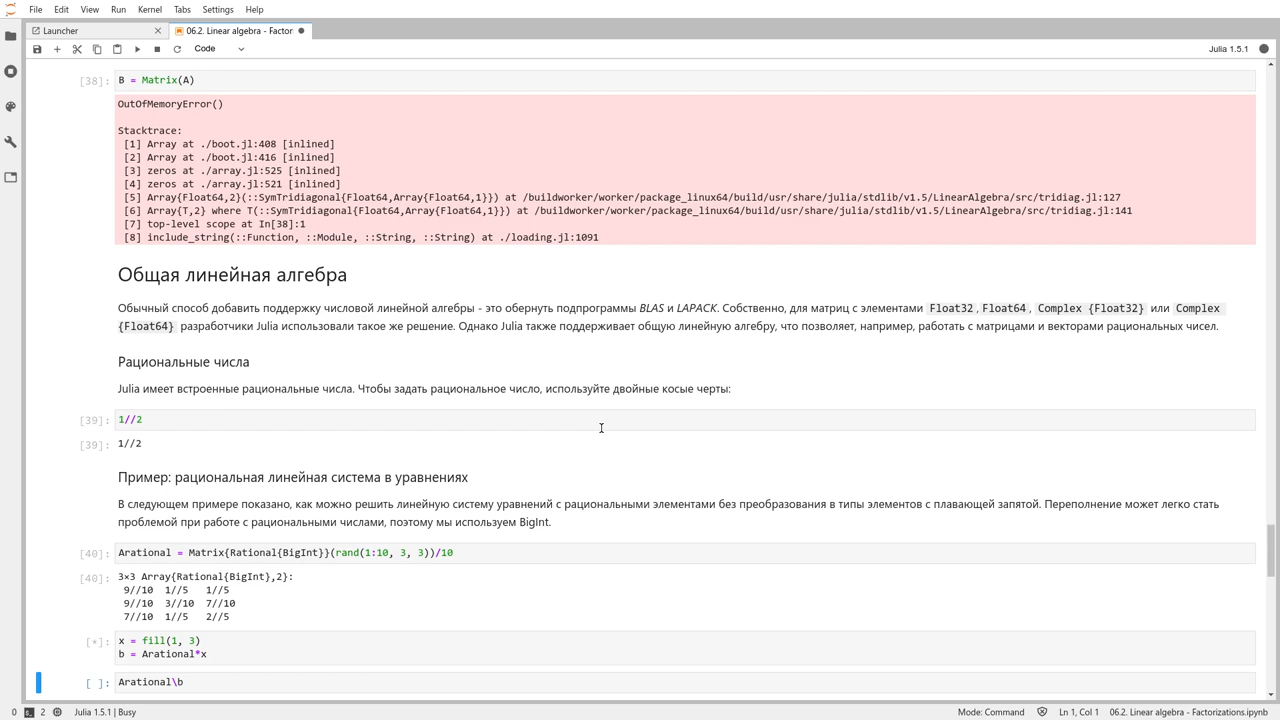 File Edit View Run Kernel Tabs Settings Help
Launcher
06.2. Linear algebra - Factor
Code
Julia 1.5.1
[38]: B = Matrix(A)
OutOfMemoryError()
Stacktrace:
[1] Array at ./boot.jl:408 [inlined]
[2] Array at ./boot.jl:416 [inlined]
[3] zeros at ./array.jl:525 [inlined]
[4] zeros at ./array.jl:521 [inlined]
[5] Array{Float64,2}(::SymTridiagonal{Float64,Array{Float64,1}}) at /buildworker/worker/package_linux64/build/usr/share/julia/stdlib/v1.5/LinearAlgebra/src/tridiag.jl:127
[6] Array{T,2} where T(::SymTridiagonal{Float64,Array{Float64,1}}) at /buildworker/worker/package_linux64/build/usr/share/julia/stdlib/v1.5/LinearAlgebra/src/tridiag.jl:141
[7] top-level scope at In[38]:1
[8] include_string(::Function, ::Module, ::String, ::String) at ./loading.jl:1091
Общая линейная алгебра
Обычный способ добавить поддержку числовой линейной алгебры - это обернуть подпрограммы BLAS и LAPACK. Собственно, для матриц с элементами Float32 , Float64 , Complex {Float32} или Complex
{Float64} разработчики Julia использовали такое же решение. Однако Julia также поддерживает общую линейную алгебру, что позволяет, например, работать с матрицами и векторами рациональных чисел.
Рациональные числа
Julia имеет встроенные рациональные числа. Чтобы задать рациональное число, используйте двойные косые черты:
[39]: 1//2
[39]: 1//2
Пример: рациональная линейная система в уравнениях
В следующем примере показано, как можно решить линейную систему уравнений с рациональными элементами без преобразования в типы элементов с плавающей запятой. Переполнение может легко стать
проблемой при работе с рациональными числами, поэтому мы используем BigInt.
[40]: Arational = Matrix{Rational{BigInt}}(rand(1:10, 3, 3))/10
[40]: 3×3 Array{Rational{BigInt},2}:
9//10 1//5 1//5
9//10 3//10 7//10
7//10 1//5 2//5
[*]: x = fill(1, 3)
b = Arational*x
[ ]: Arational\b
0 2 Julia 1.5.1 | Busy
Mode: Command Ln 1, Col 1 06.2. Linear algebra - Factorizations.ipynb